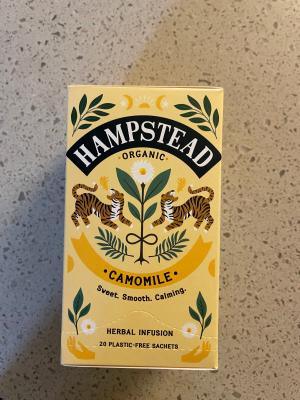 HAMPSTEAD
·ORGANIC·
·CAMOMILE·
Sweet. Smooth. Calming.
HERBAL INFUSION
20 PLASTIC-FREE SACHETS